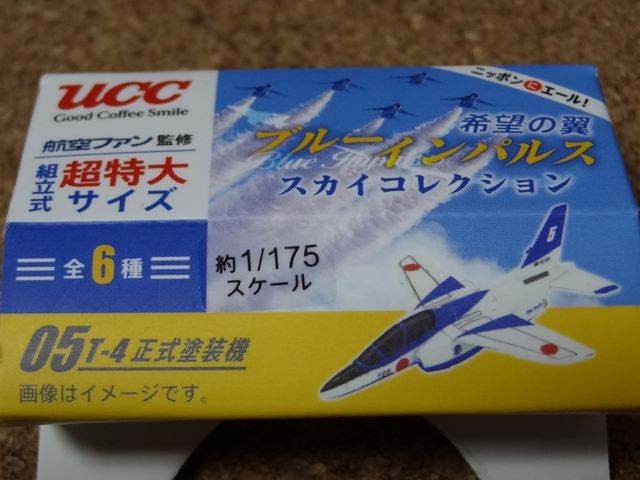 UCC
Good Coffee Smile
航空ファン監修
組立式
超特大
サイズ
全6種
ニッポンにエール!
希望の翼
Blue Impulse
ブルーインパルス
スカイコレクション
約1/175
スケール
5
05 T-4 正式塗装機
画像はイメージです。